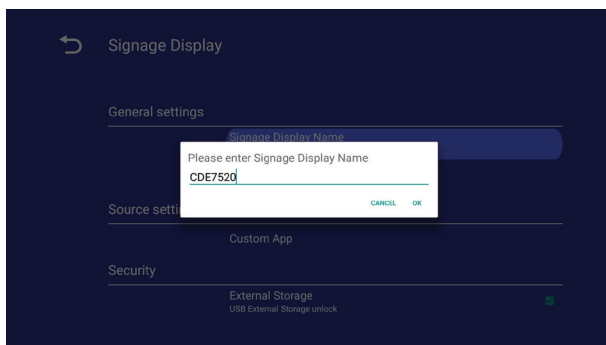 Signage Display
General settings
Signage Display Name
Please enter Signage Display Name
CDE7520
CANCEL OK
Source setti
Custom App
Security
External Storage
USB External Storage unlock